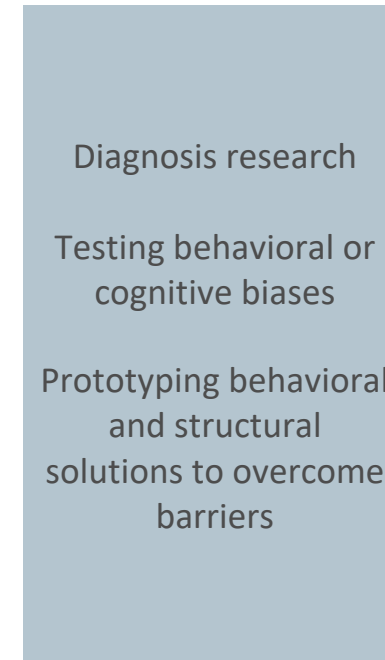 Diagnosis research
Testing behavioral or
cognitive biases
Prototyping behavioral
and structural
solutions to overcome
barriers